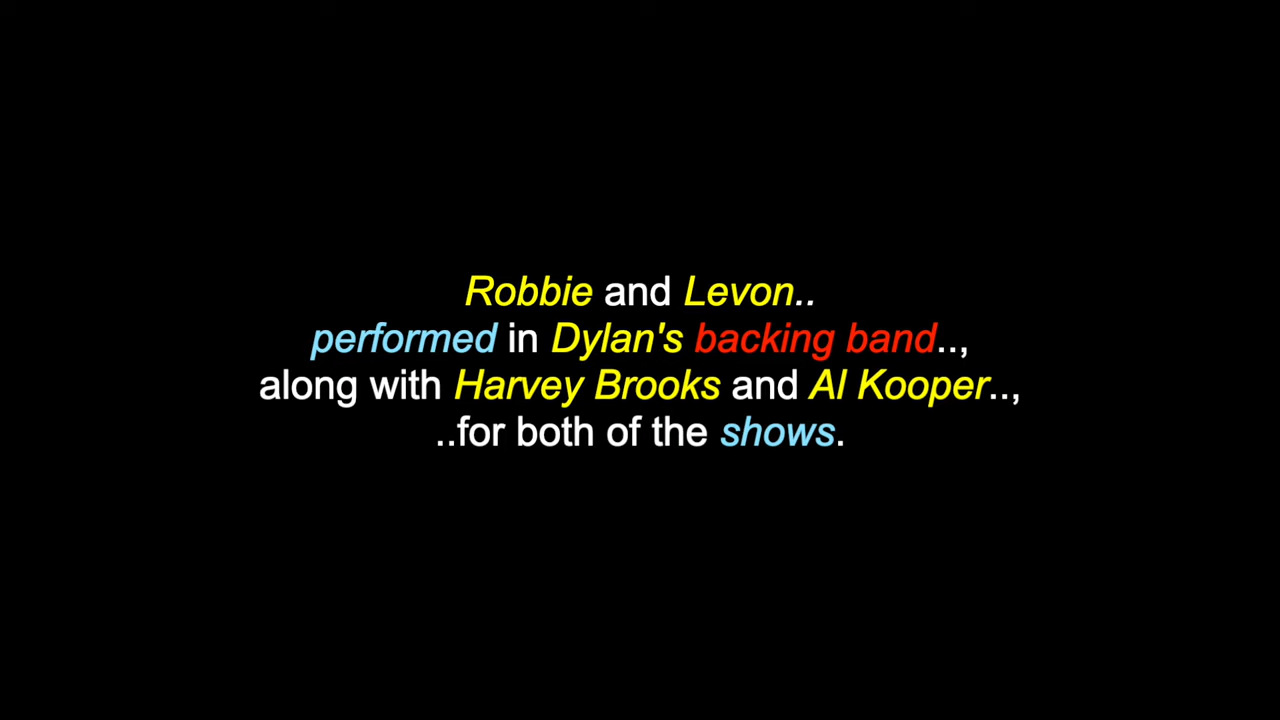 Robbie and Levon..
performed in Dylan's backing band..,
along with Harvey Brooks and Al Kooper..,
..for both of the shows.